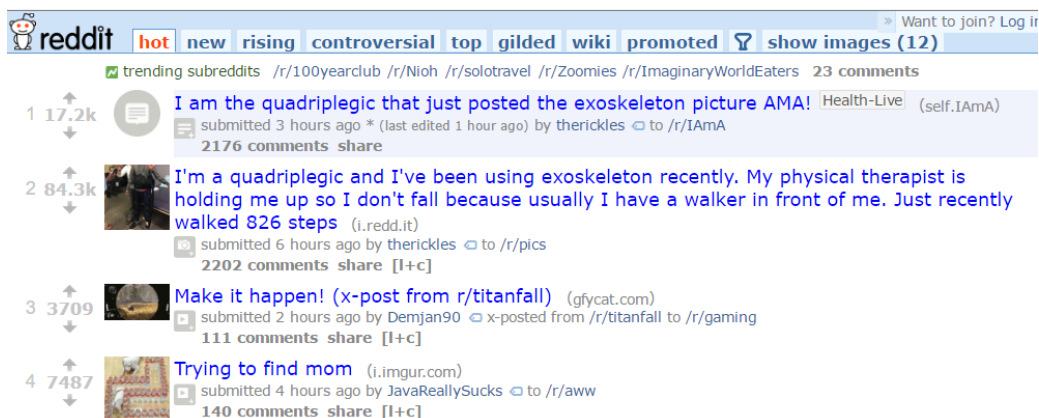 » Want to join? Log in
reddit hot new rising controversial top gilded wiki promoted show images (12)
trending subreddits /r/100yearclub /r/Nioh /r/solotravel /r/Zoomies /r/ImaginaryWorldEaters 23 comments
1 17.2k I am the quadriplegic that just posted the exoskeleton picture AMA! Health-Live (self.IAmA)
submitted 3 hours ago * (last edited 1 hour ago) by therickles to /r/IAmA
2176 comments share
2 84.3k I'm a quadriplegic and I've been using exoskeleton recently. My physical therapist is
holding me up so I don't fall because usually I have a walker in front of me. Just recently
walked 826 steps (i.redd.it)
submitted 6 hours ago by therickles to /r/pics
2202 comments share [l+c]
3 3709 Make it happen! (x-post from r/titanfall) (gfycat.com)
submitted 2 hours ago by Demjan90 x-posted from /r/titanfall to /r/gaming
111 comments share [l+c]
4 7487 Trying to find mom (i.imgur.com)
submitted 4 hours ago by JavaReallySucks to /r/aww
140 comments share [l+c]